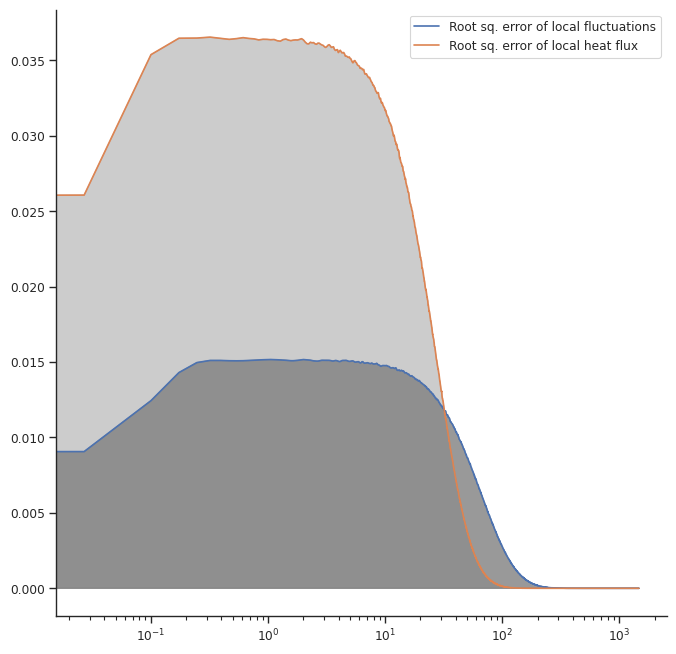 Root sq. error of local fluctuations
Root sq. error of local heat flux
0.035
0.030
0.025
0.020
0.015
0.010
0.005
0.000
10⁻¹ 10⁰ 10¹ 10² 10³